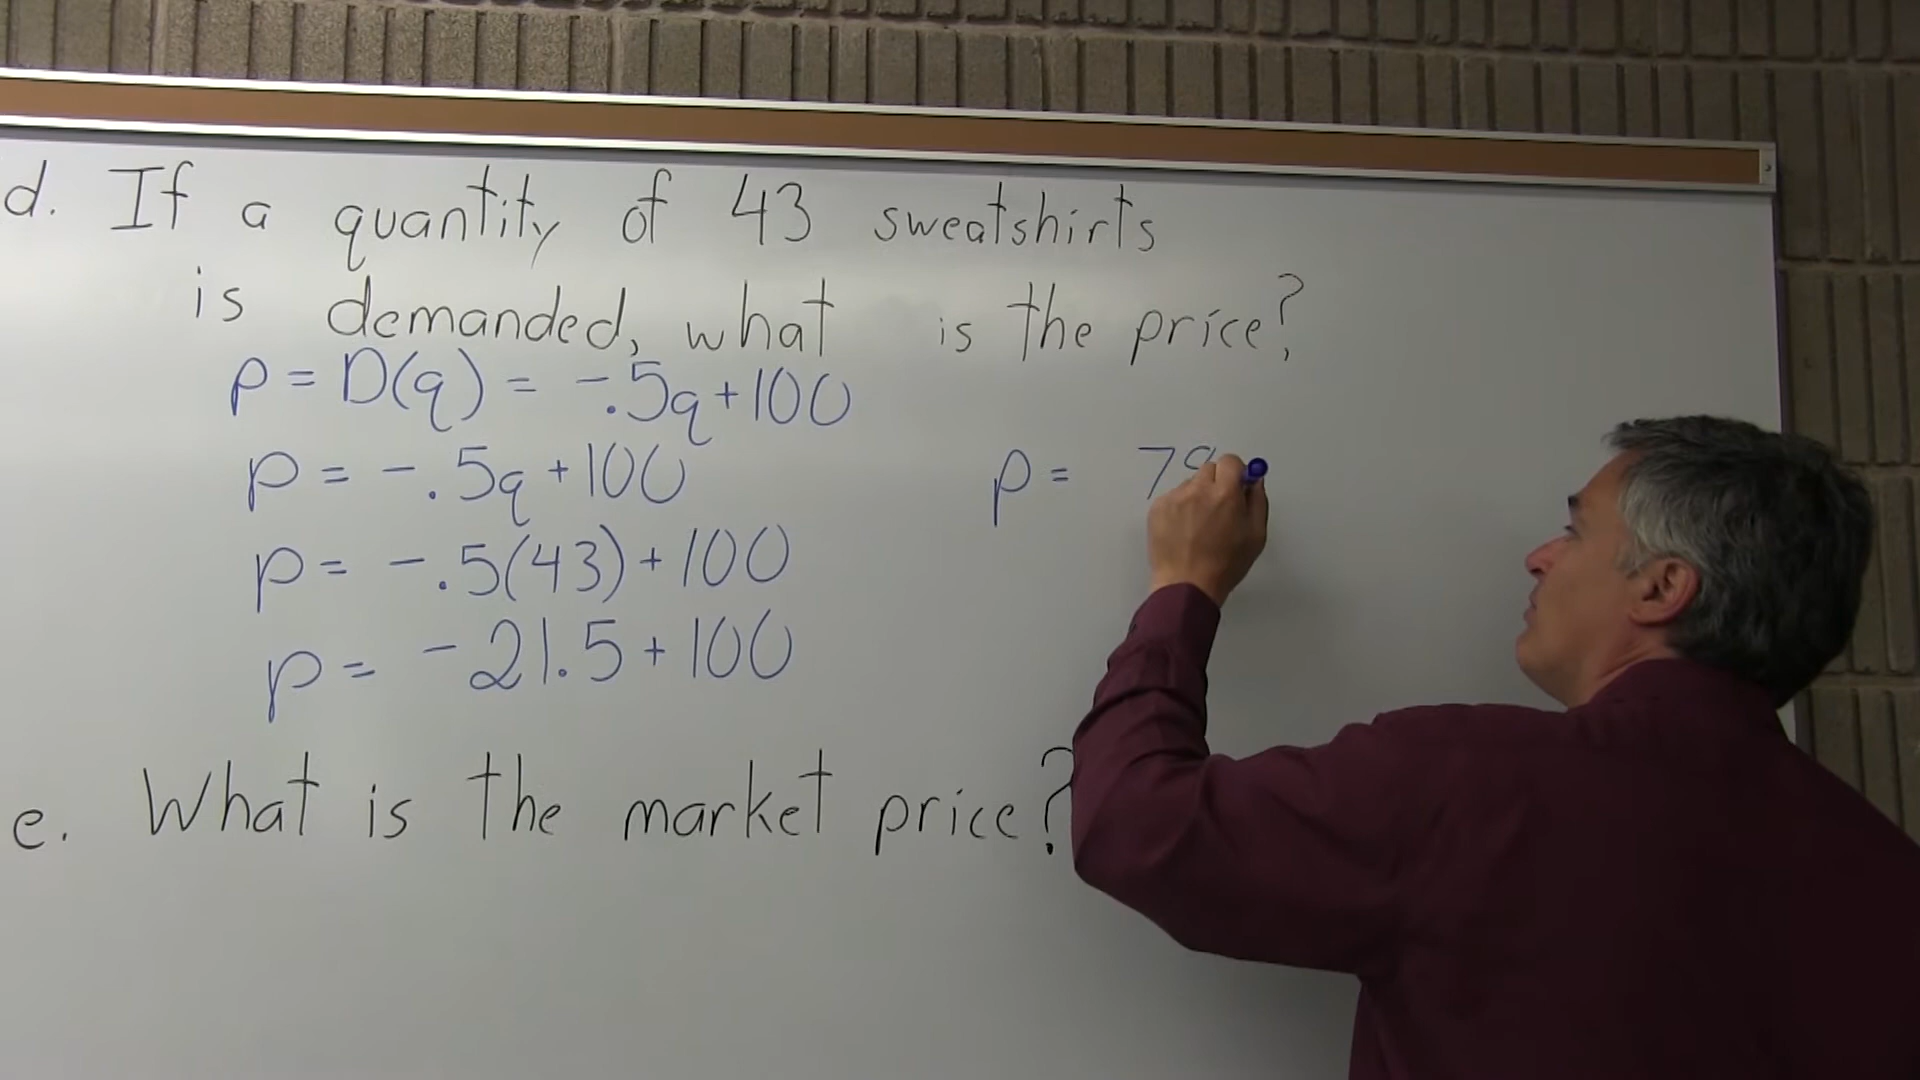 d. If a quantity of 43 sweatshirts
is demanded, what is the price?
p = D(q) = -.5q+100
p = -.5q+100
p = 78
p = -.5(43)+100
p = -21.5+100
e. What is the market price?